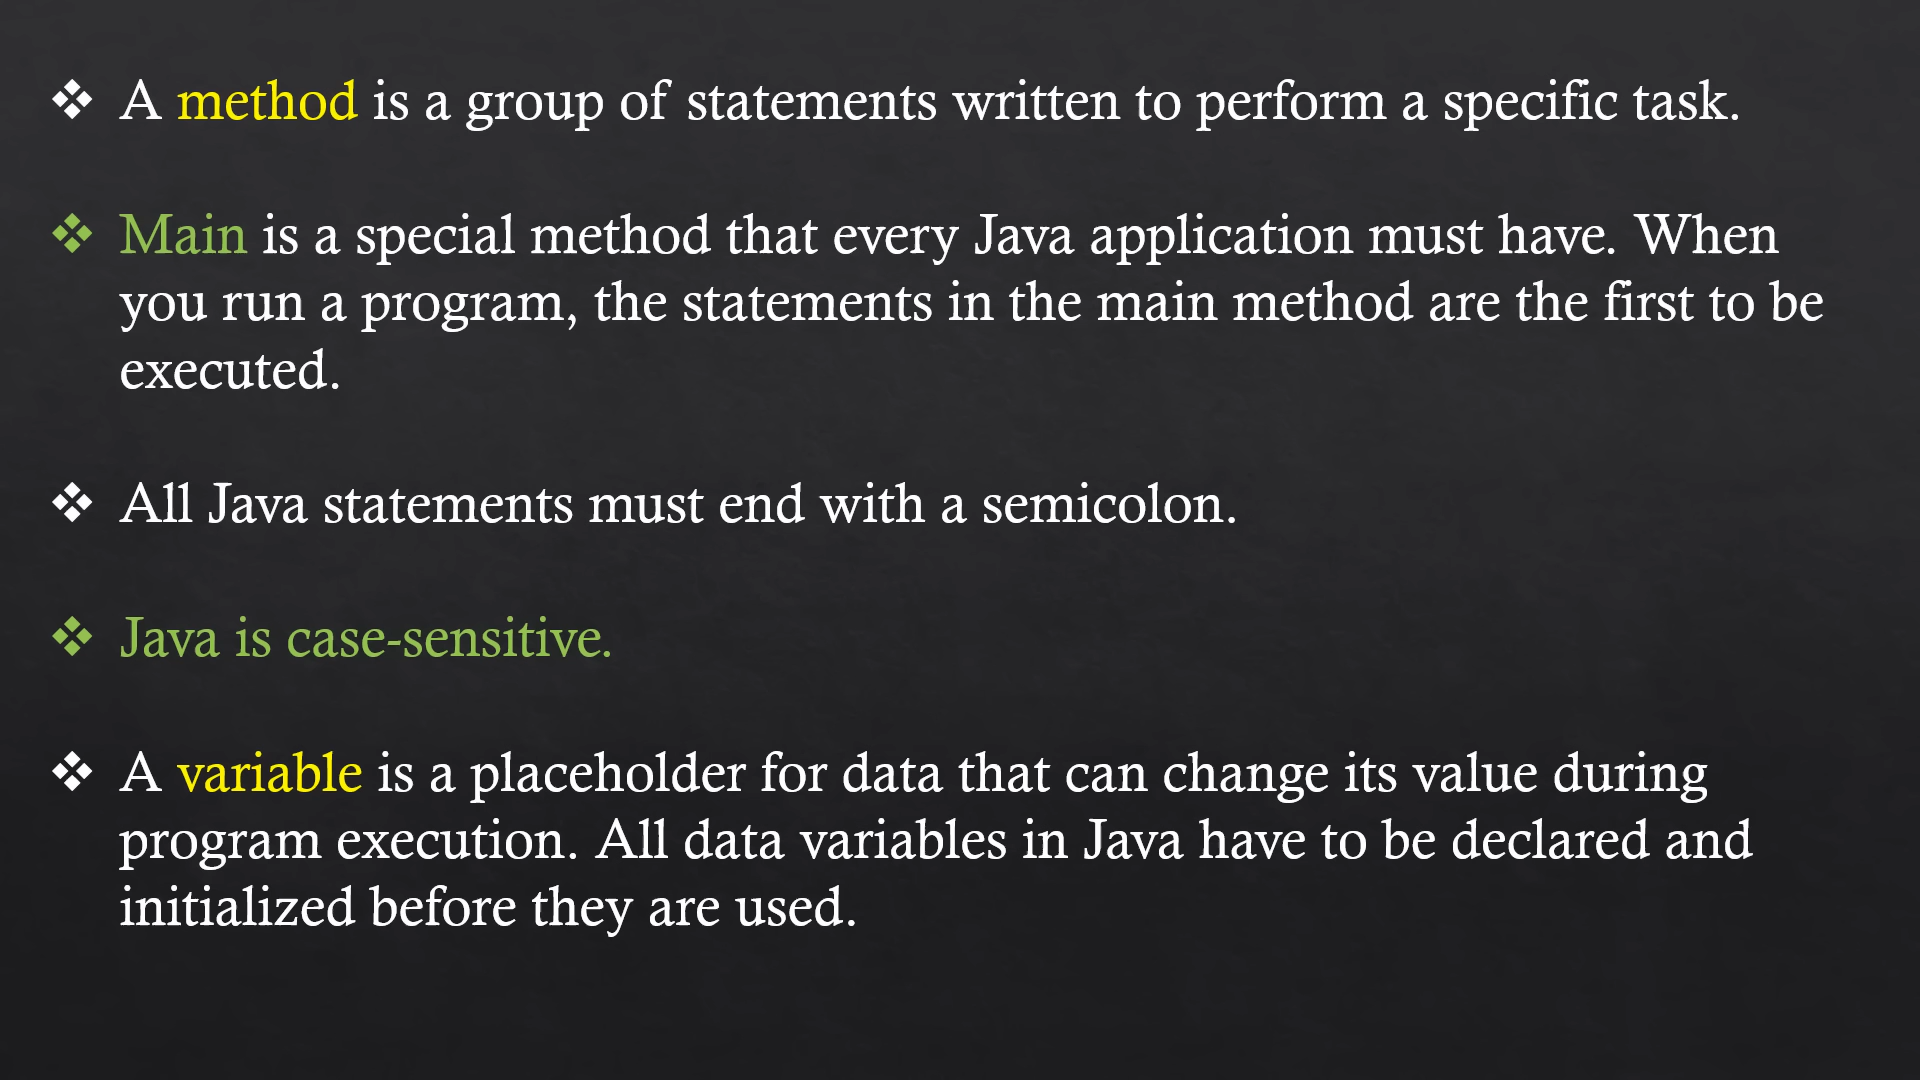 ❖ A method is a group of statements written to perform a specific task.
❖ Main is a special method that every Java application must have. When
you run a program, the statements in the main method are the first to be
executed.
❖ All Java statements must end with a semicolon.
❖ Java is case-sensitive.
❖ A variable is a placeholder for data that can change its value during
program execution. All data variables in Java have to be declared and
initialized before they are used.